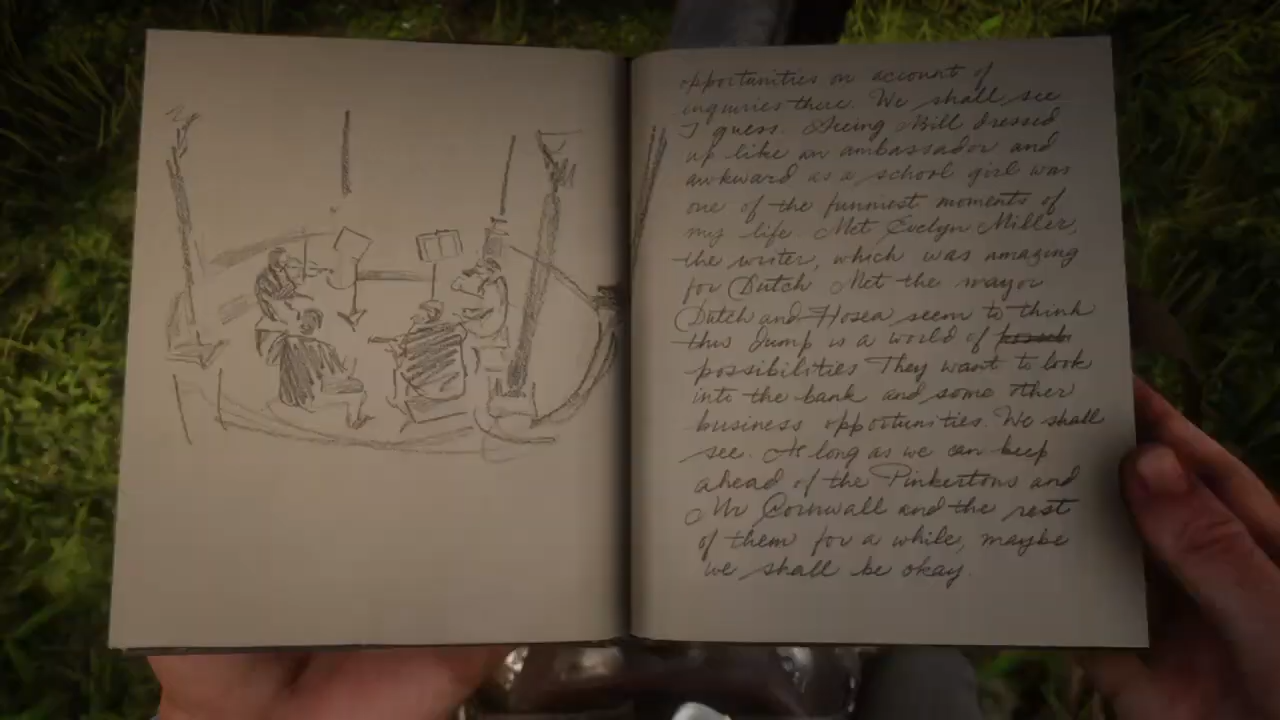 opportunities on account of
inquiries there. We shall see
I guess. Seeing Bill dressed
up like an ambassador and
awkward as a school girl was
one of the funniest moments of
my life. Met Evelyn Miller,
the writer, which was amazing
for Dutch. Met the mayor
Dutch and Hosea seem to think
this dump is a world of
possibilities They want to look
into the bank and some other
business opportunities. We shall
see. As long as we can keep
ahead of the Pinkertons and
Mr Cornwall and the rest
of them for a while, maybe
we shall be okay.